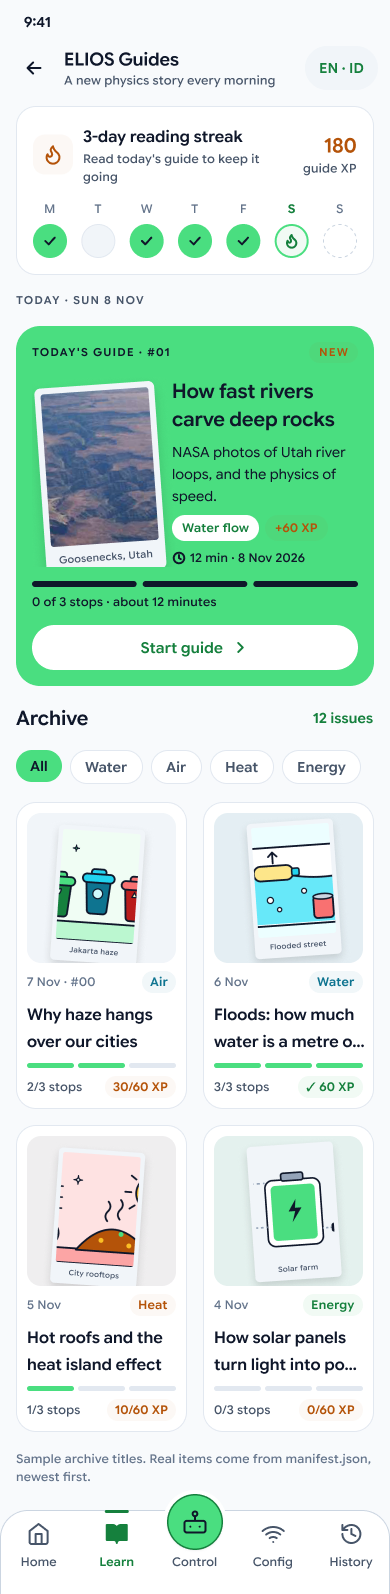 9:41
ELIOS Guides
A new physics story every morning
EN · ID
3-day reading streak
Read today's guide to keep it
going
180
guide XP
M T W T F S S
TODAY · SUN 8 NOV
TODAY'S GUIDE · #01
NEW
Goosenecks, Utah
How fast rivers
carve deep rocks
NASA photos of Utah river
loops, and the physics of
speed.
Water flow
+60 XP
12 min · 8 Nov 2026
0 of 3 stops · about 12 minutes
Start guide
Archive
12 issues
All Water Air Heat Energy
Jakarta haze
7 Nov · #00
Air
Why haze hangs
over our cities
2/3 stops
30/60 XP
Flooded street
6 Nov
Water
Floods: how much
water is a metre o...
3/3 stops
✓ 60 XP
City rooftops
5 Nov
Heat
Hot roofs and the
heat island effect
1/3 stops
10/60 XP
Solar farm
4 Nov
Energy
How solar panels
turn light into po...
0/3 stops
0/60 XP
Sample archive titles. Real items come from manifest.json,
newest first.
Home Learn Control Config History